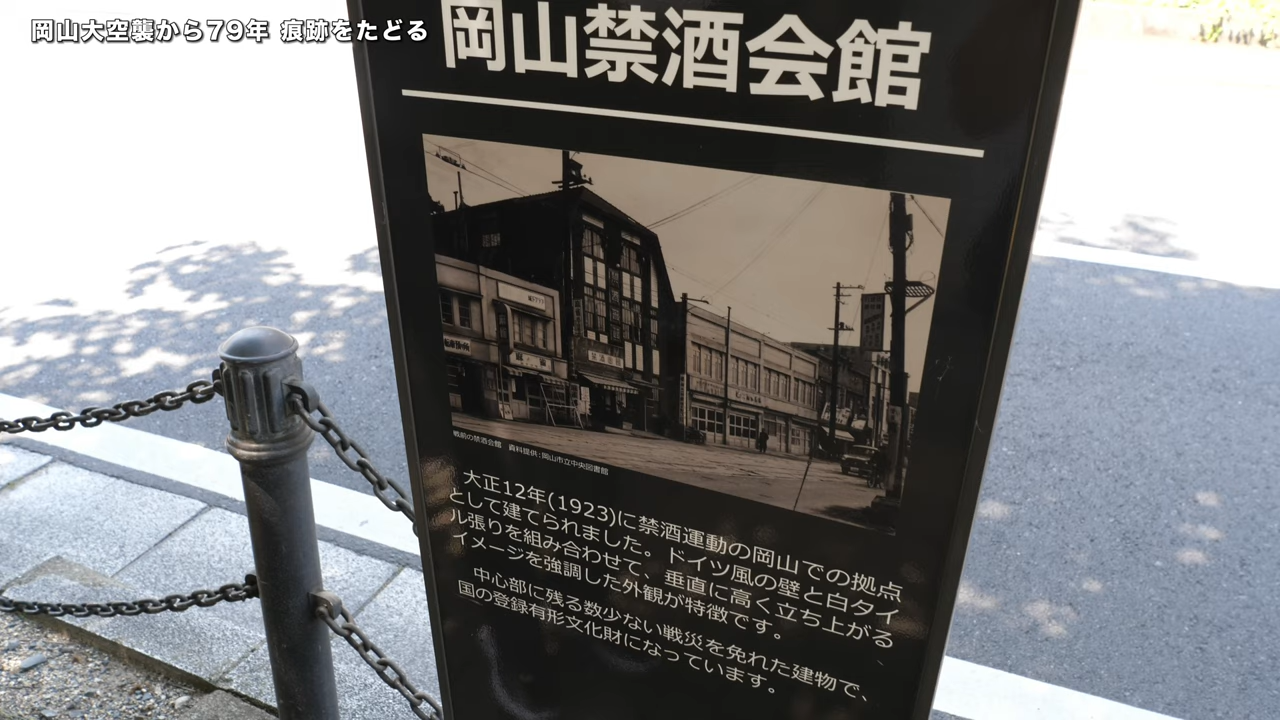 岡山大空襲から79年 痕跡をたどる
岡山禁酒会館
戦前の禁酒会館　資料提供:岡山市立中央図書館
大正12年(1923)に禁酒運動の岡山での拠点
として建てられました。ドイツ風の壁と白タイ
ル張りを組み合わせて、垂直に高く立ち上がる
イメージを強調した外観が特徴です。
中心部に残る数少ない戦災を免れた建物で、
国の登録有形文化財になっています。